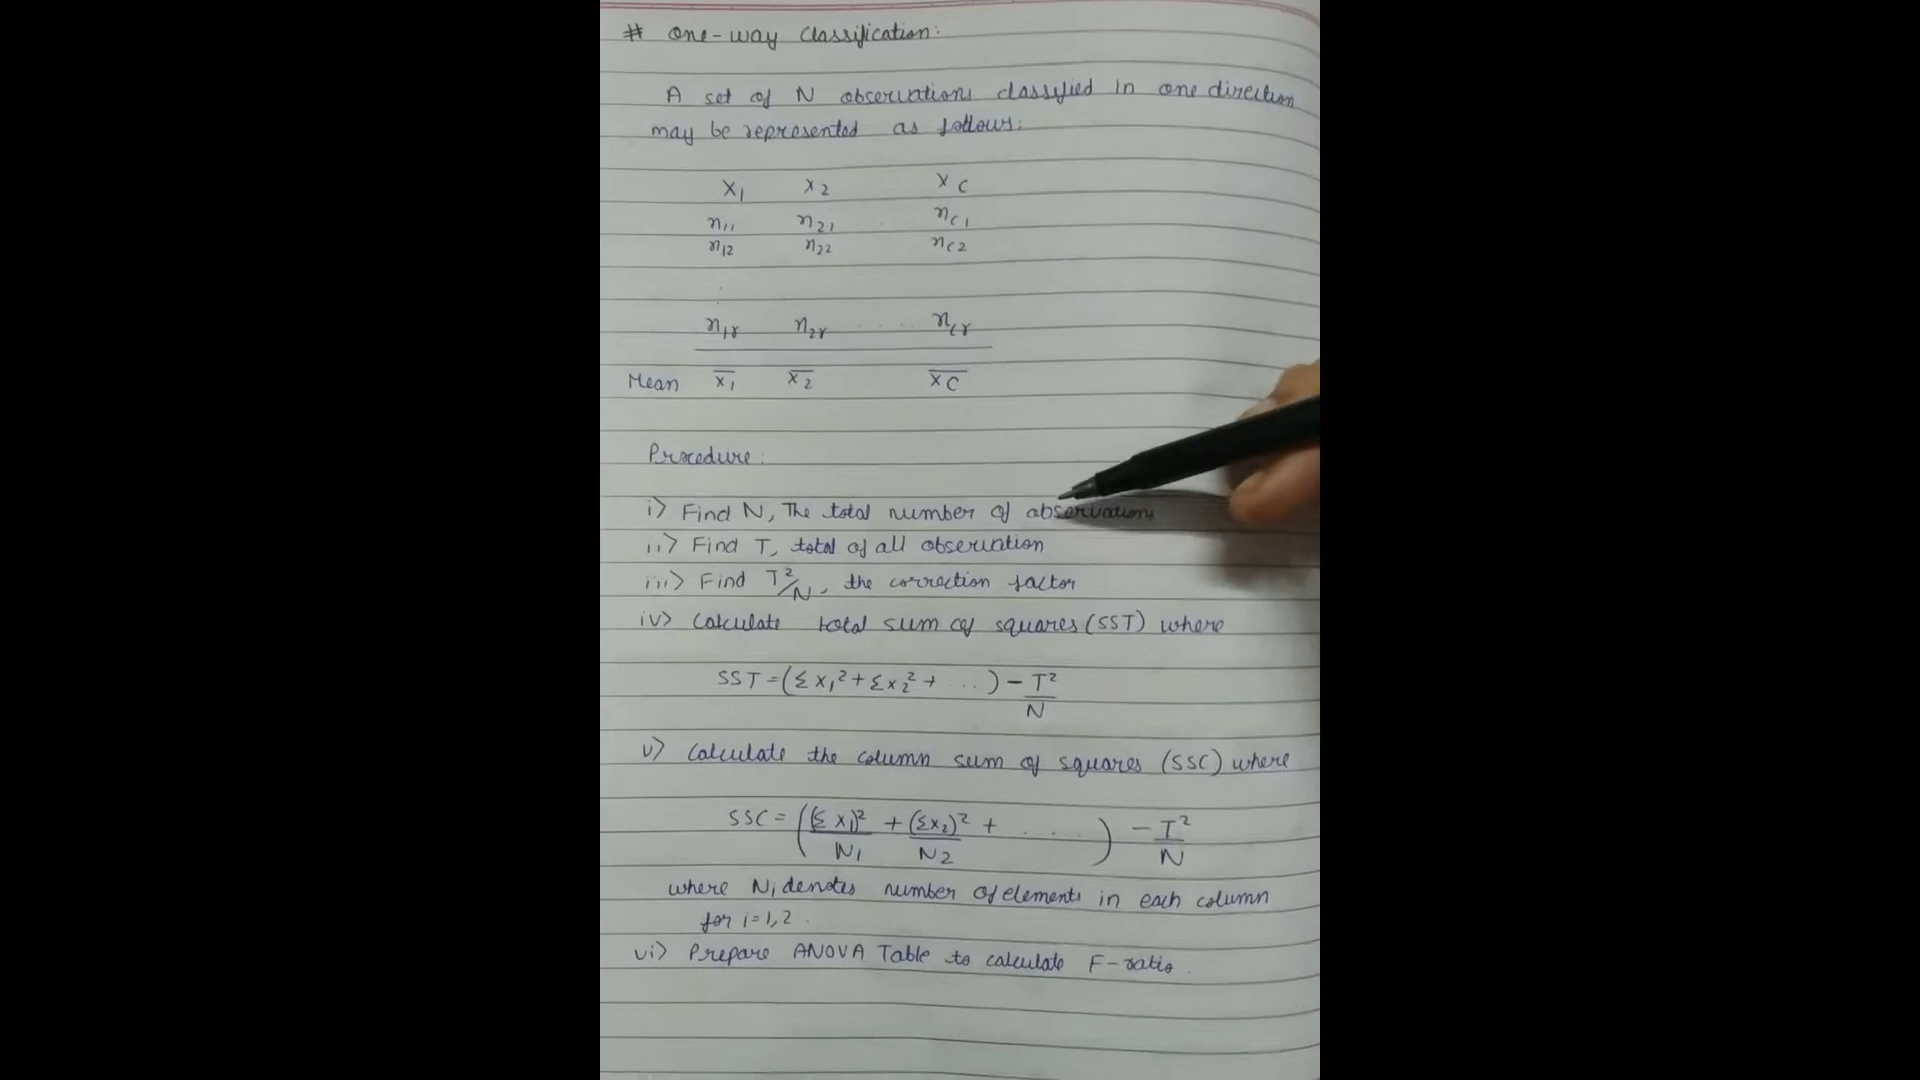 # One-way Classification:
A set of N observations classified in one direction
may be represented as follows:
X1 X2 XC
n11 n21 . nC1
n12 n22 nC2
n1r n2r . . . . nCr
Mean x̄1 x̄2 x̄C
Procedure:
i) Find N, The total number of observations
ii) Find T, total of all observation
iii) Find T²/N, the correction factor
iv) Calculate total sum of squares (SST) where
SST = (Σx1² + Σx2² + ...) - T²/N
v) Calculate the column sum of squares (SSC) where
SSC = ((Σx1)²/N1 + (Σx2)²/N2 + . . . .) - T²/N
where Ni denotes number of elements in each column
for i=1,2.
vi) Prepare ANOVA Table to calculate F-ratio.